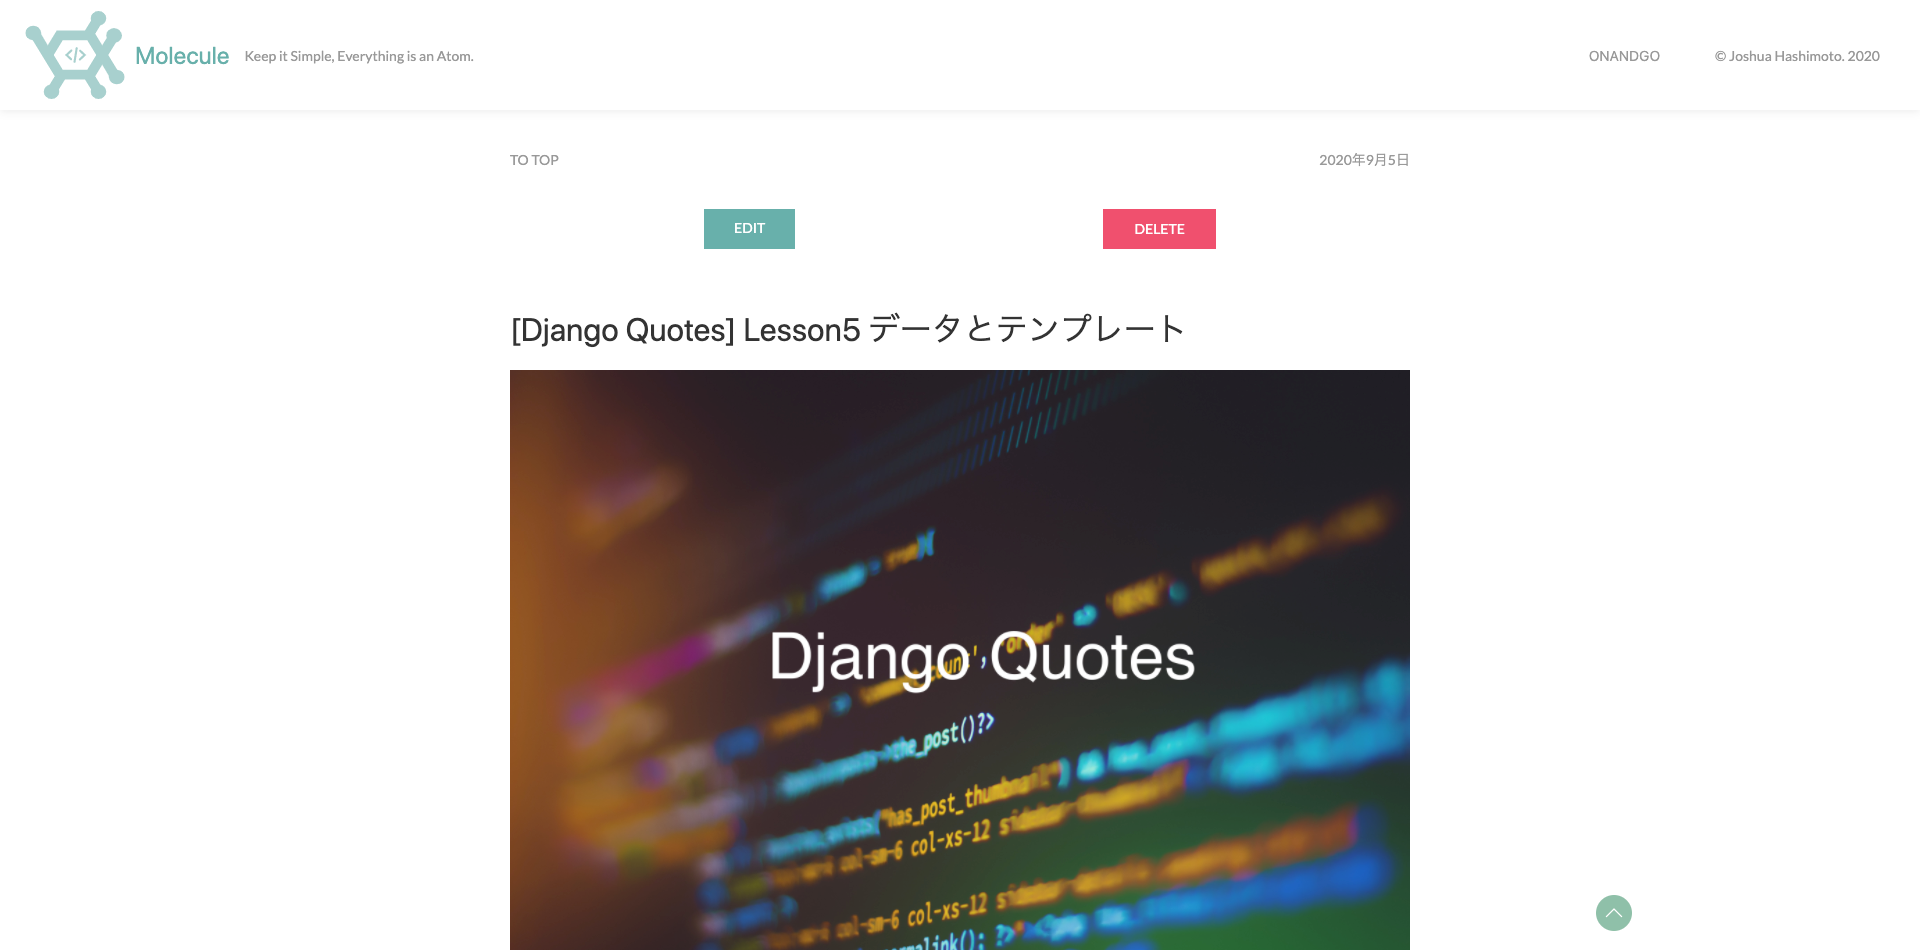 </>
Molecule
Keep it Simple, Everything is an Atom.
ONANDGO
© Joshua Hashimoto. 2020
TO TOP
2020年9月5日
EDIT
DELETE
[Django Quotes] Lesson5 データとテンプレート
Django Quotes
'order'
the_post()?>
("has_post_thumbnail")
col-sm-6 col-xs-12
col-sm-6 col-xs-12